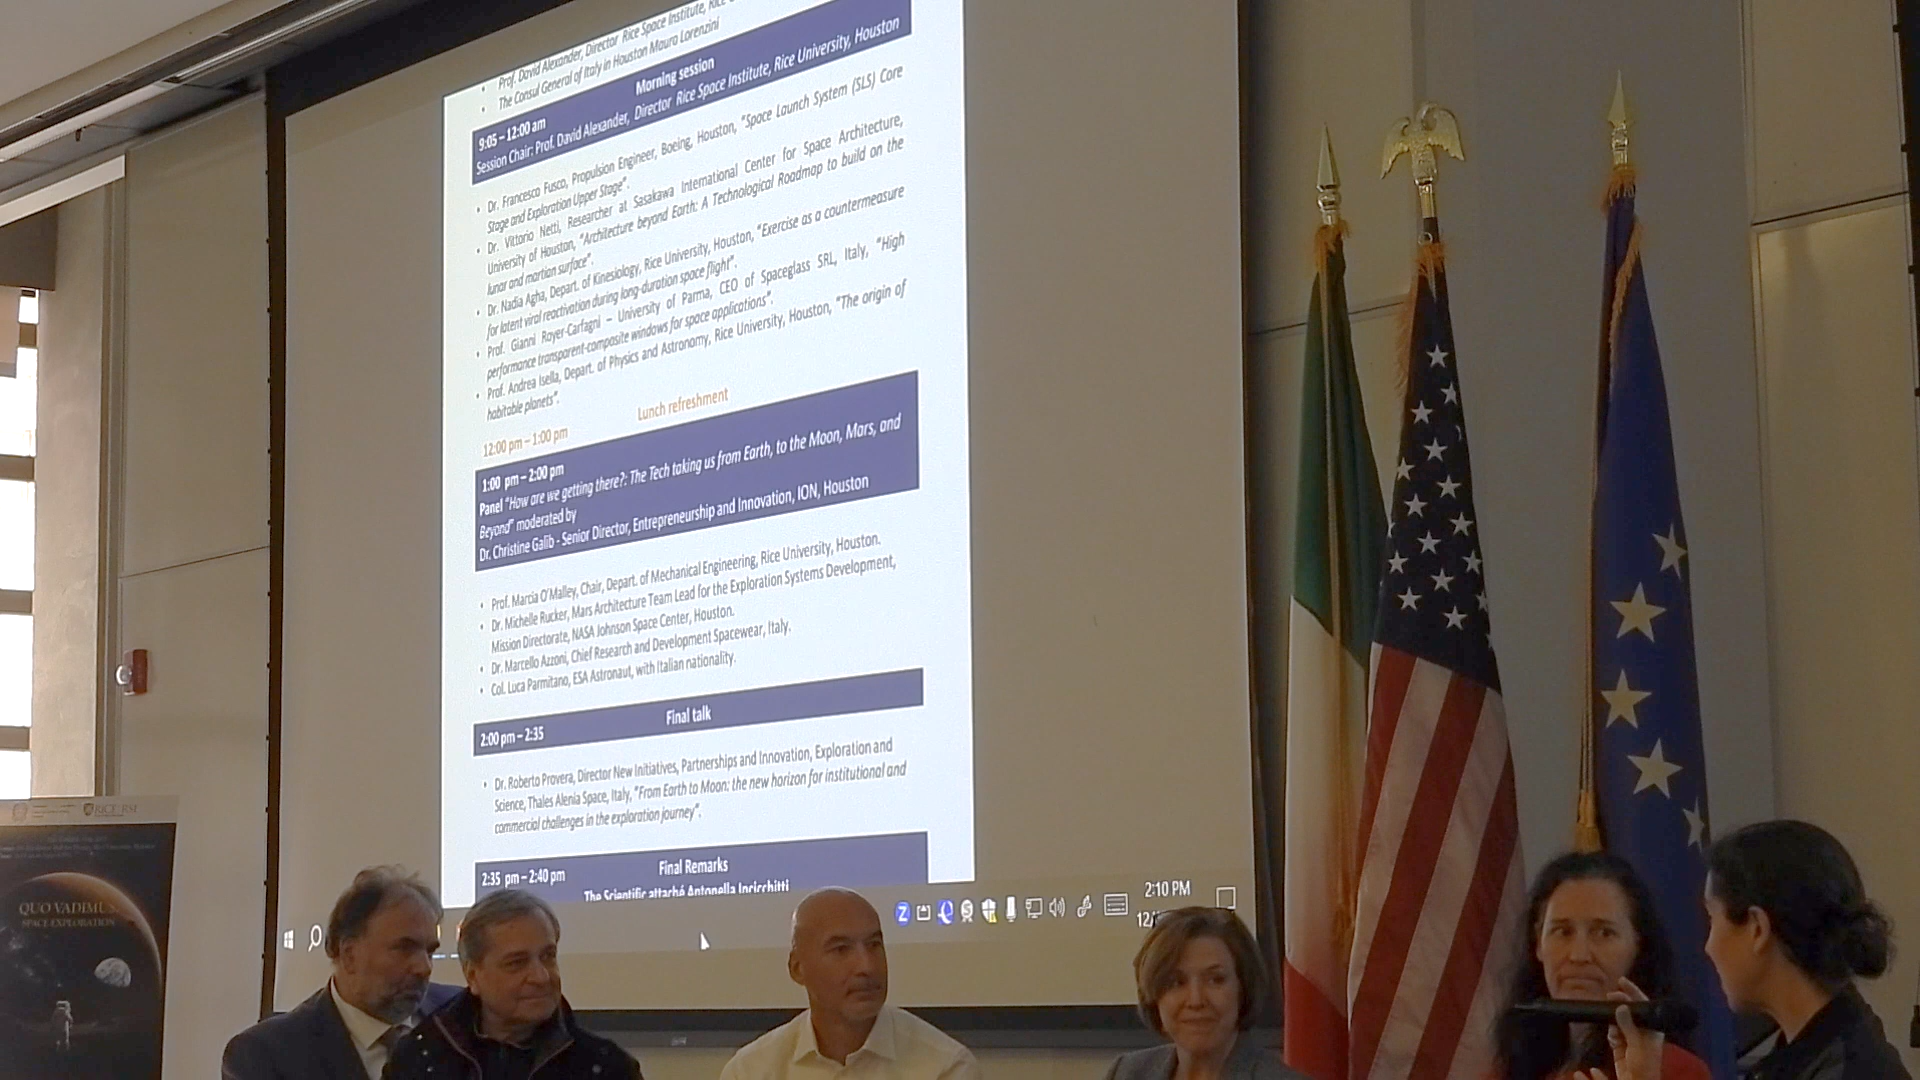 Prof. David Alexander, Director Rice Space Institute, Rice
The Consul General of Italy in Houston Mauro Lorenzini
Morning session
9:05 – 12:00 am
Session Chair: Prof. David Alexander, Director Rice Space Institute, Rice University, Houston
Dr. Francesco Fusco, Propulsion Engineer, Boeing, Houston, "Space Launch System (SLS) Core
Stage and Exploration Upper Stage".
Dr. Vittorio Netti, Researcher at Sasakawa International Center for Space Architecture,
University of Houston, "Architecture beyond Earth: A Technological Roadmap to build on the
lunar and martian surface".
Dr. Nadia Agha, Depart. of Kinesiology, Rice University, Houston, "Exercise as a countermeasure
for latent viral reactivation during long-duration space flight".
Prof. Gianni Royer-Carfagni – University of Parma, CEO of Spaceglass SRL, Italy, "High
performance transparent-composite windows for space applications".
Prof. Andrea Isella, Depart. of Physics and Astronomy, Rice University, Houston, "The origin of
habitable planets".
Lunch refreshment
12:00 pm – 1:00 pm
1:00 pm – 2:00 pm
Panel "How are we getting there?: The Tech taking us from Earth, to the Moon, Mars, and
Beyond" moderated by
Dr. Christine Galib - Senior Director, Entrepreneurship and Innovation, ION, Houston
Prof. Marcia O'Malley, Chair, Depart. of Mechanical Engineering, Rice University, Houston.
Dr. Michelle Rucker, Mars Architecture Team Lead for the Exploration Systems Development,
Mission Directorate, NASA Johnson Space Center, Houston.
Dr. Marcello Azzoni, Chief Research and Development Spacewear, Italy.
Col. Luca Parmitano, ESA Astronaut, with Italian nationality.
Final talk
2:00 pm – 2:35
Dr. Roberto Provera, Director New Initiatives, Partnerships and Innovation, Exploration and
Science, Thales Alenia Space, Italy, "From Earth to Moon: the new horizon for institutional and
commercial challenges in the exploration journey".
Final Remarks
2:35 pm – 2:40 pm
The Scientific attaché Antonella Incicchitti
2:10 PM
12/
RICE RSI
QUO VADIMUS
SPACE EXPLORATION